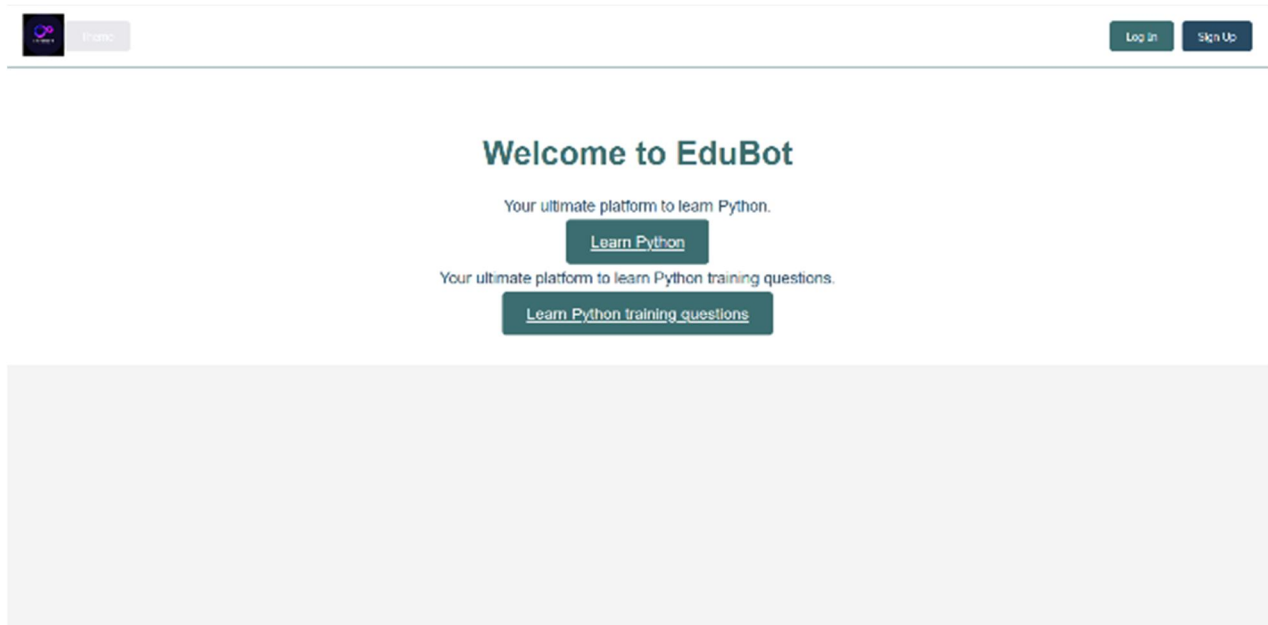 Home
Log In
Sign Up
Welcome to EduBot
Your ultimate platform to learn Python.
Learn Python
Your ultimate platform to learn Python training questions.
Learn Python training questions